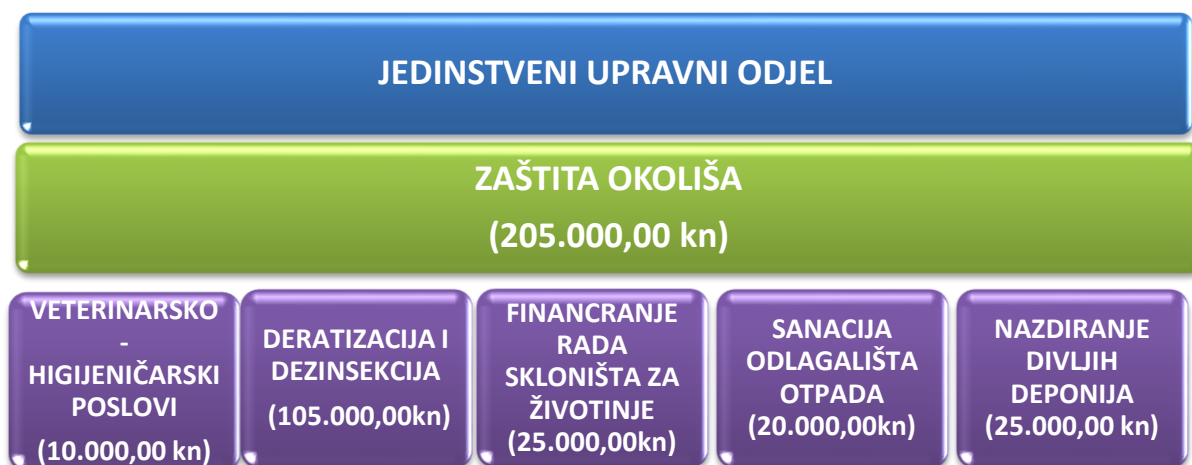 JEDINSTVENI UPRAVNI ODJEL
ZAŠTITA OKOLIŠA
(205.000,00 kn)
VETERINARSKO
-
HIGIJENIČARSKI
POSLOVI
(10.000,00 kn)
DERATIZACIJA I
DEZINSEKCIJA
(105.000,00kn)
FINANCRANJE
RADA
SKLONIŠTA ZA
ŽIVOTINJE
(25.000,00kn)
SANACIJA
ODLAGALIŠTA
OTPADA
(20.000,00kn)
NAZDIRANJE
DIVLJIH
DEPONIJA
(25.000,00 kn)